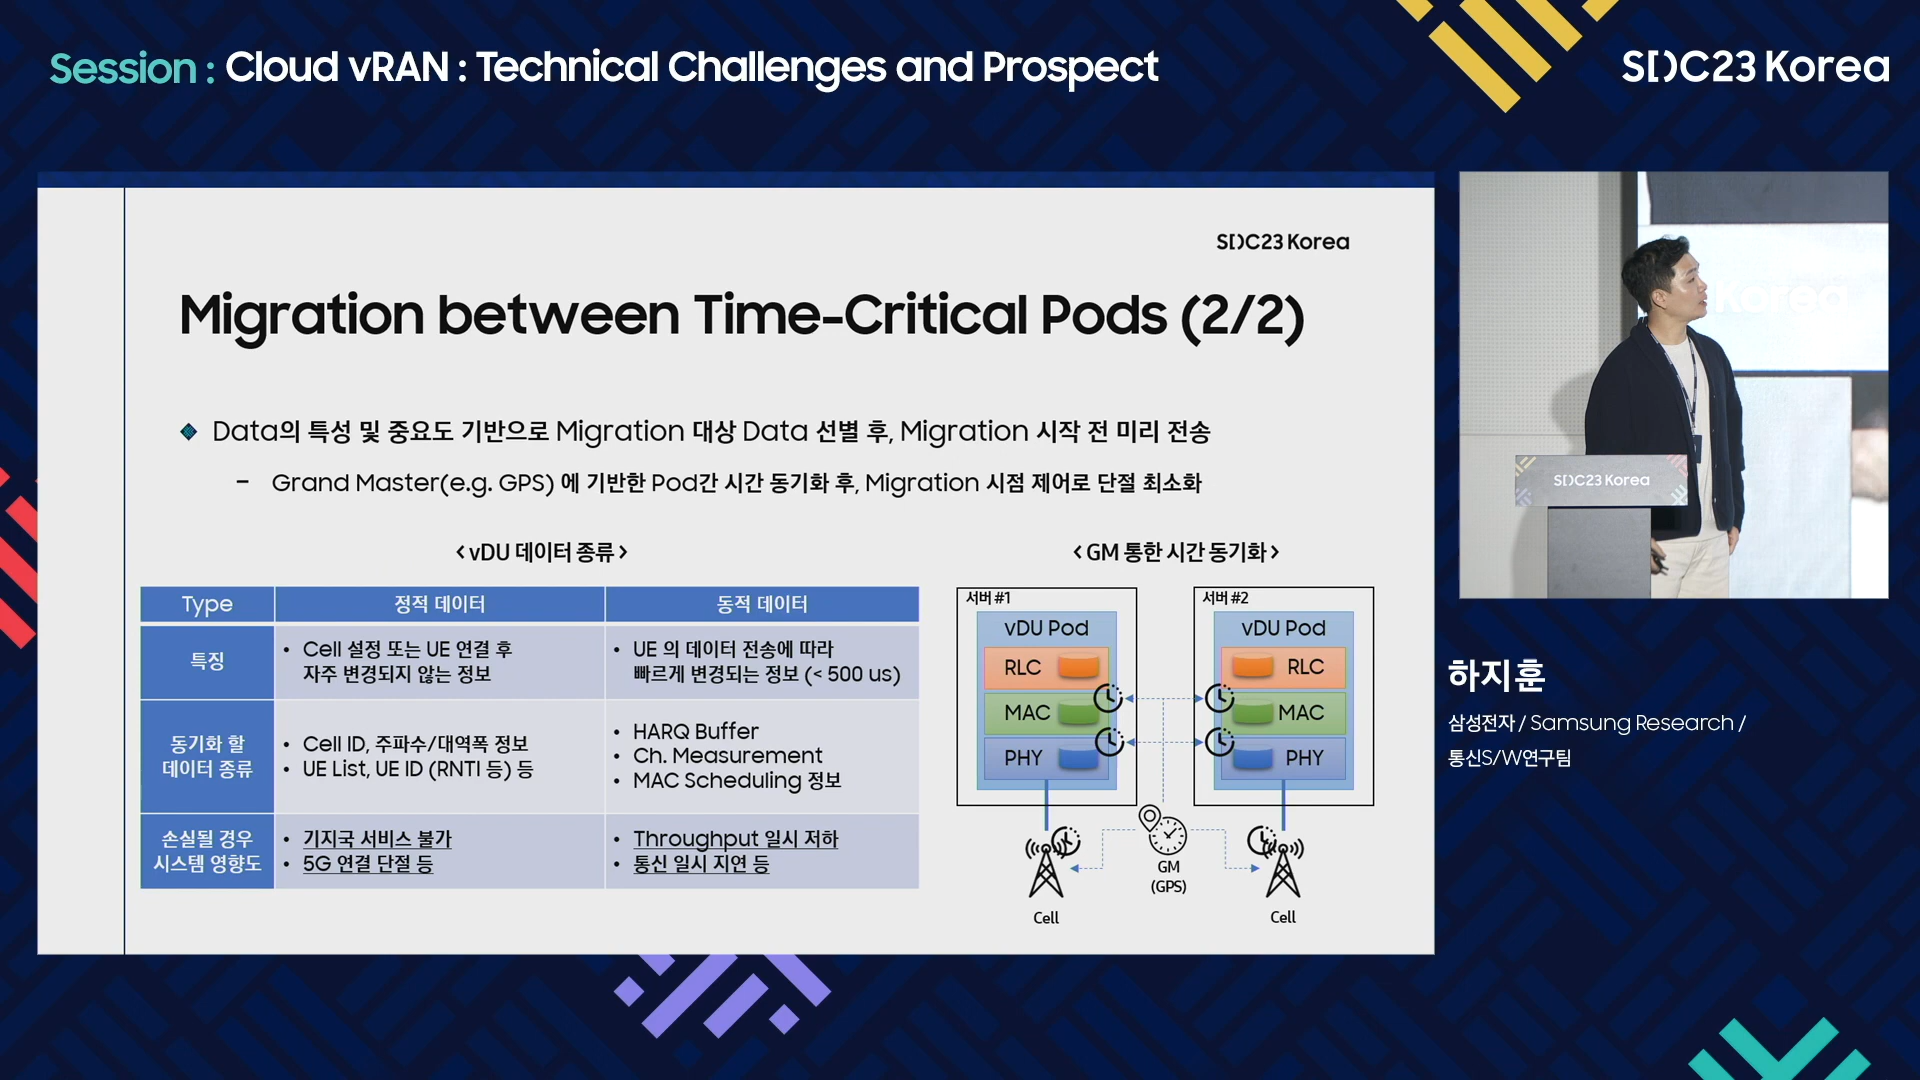 Session : Cloud vRAN : Technical Challenges and Prospect
SDC23 Korea
SDC23 Korea
Migration between Time-Critical Pods (2/2)
Data의 특성 및 중요도 기반으로 Migration 대상 Data 선별 후, Migration 시작 전 미리 전송
– Grand Master(e.g. GPS) 에 기반한 Pod간 시간 동기화 후, Migration 시점 제어로 단절 최소화
< vDU 데이터 종류 >
Type 정적 데이터 동적 데이터
특징
• Cell 설정 또는 UE 연결 후
자주 변경되지 않는 정보
• UE 의 데이터 전송에 따라
빠르게 변경되는 정보 (< 500 us)
동기화 할
데이터 종류
• Cell ID, 주파수/대역폭 정보
• UE List, UE ID (RNTI 등) 등
• HARQ Buffer
• Ch. Measurement
• MAC Scheduling 정보
손실될 경우
시스템 영향도
• 기지국 서비스 불가
• 5G 연결 단절 등
• Throughput 일시 저하
• 통신 일시 지연 등
< GM 통한 시간 동기화 >
서버 #1
vDU Pod
RLC
MAC
PHY
Cell
서버 #2
vDU Pod
RLC
MAC
PHY
Cell
GM
(GPS)
Korea
SDC23 Korea
하지훈
삼성전자 / Samsung Research /
통신S/W연구팀